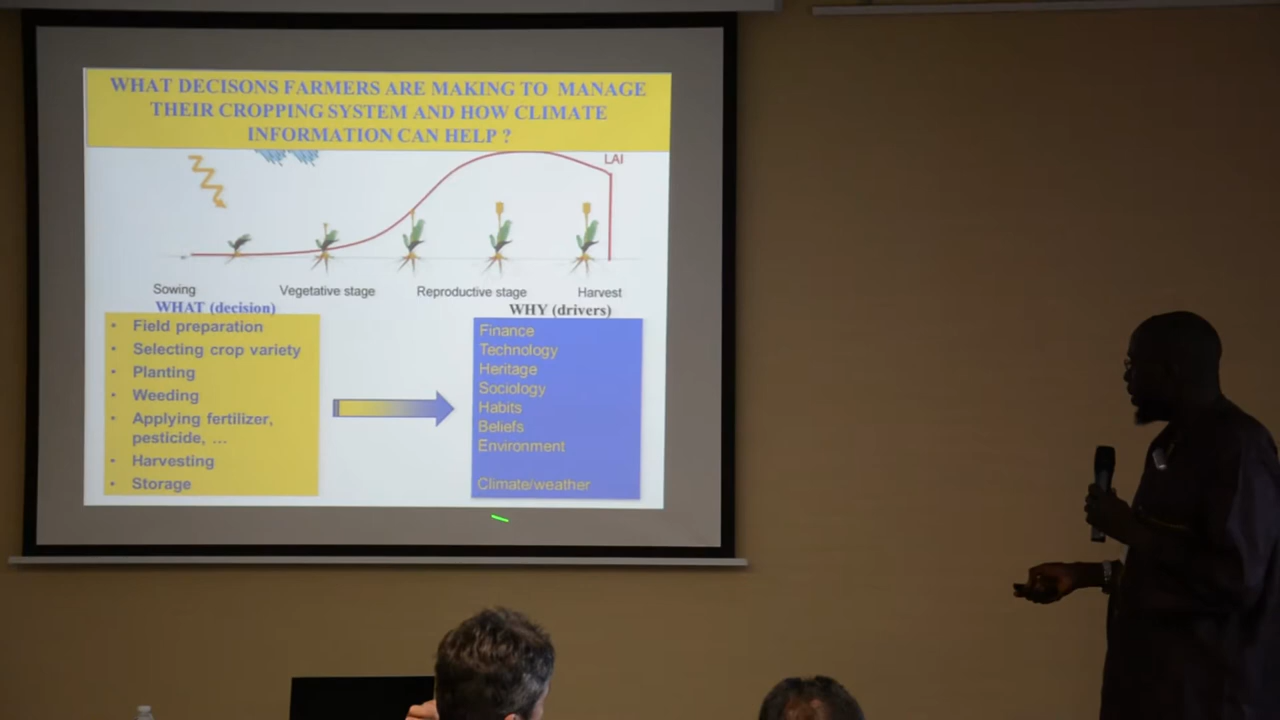 WHAT DECISONS FARMERS ARE MAKING TO MANAGE
THEIR CROPPING SYSTEM AND HOW CLIMATE
INFORMATION CAN HELP ?
LAI
Sowing
Vegetative stage
Reproductive stage
Harvest
WHAT (decision)
• Field preparation
• Selecting crop variety
• Planting
• Weeding
• Applying fertilizer,
pesticide, …
• Harvesting
• Storage
WHY (drivers)
Finance
Technology
Heritage
Sociology
Habits
Beliefs
Environment
Climate/weather